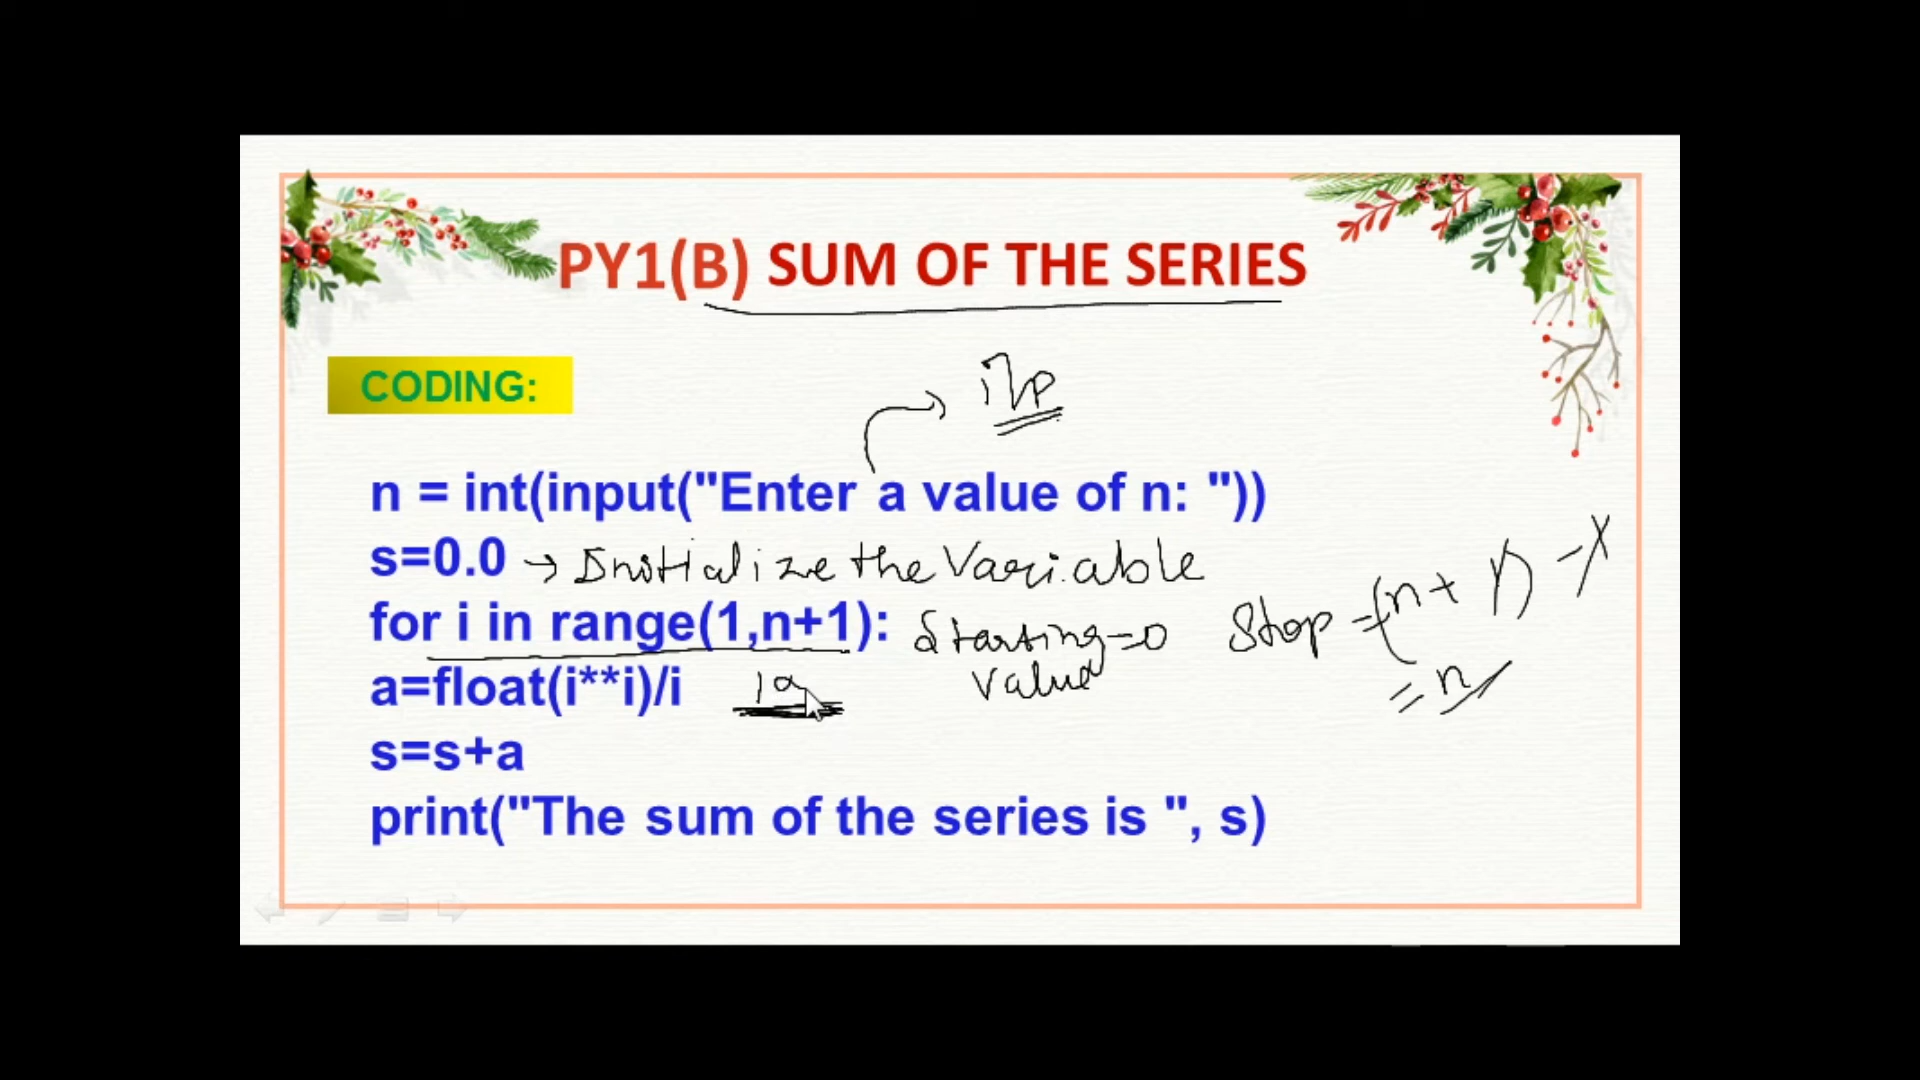 PY1(B) SUM OF THE SERIES
CODING:
i/p
n = int(input("Enter a value of n: "))
s=0.0 → Initialize the Variable
for i in range(1,n+1): Starting=0 Stop=(n+1)-1
Value =n
a=float(i**i)/i
s=s+a
print("The sum of the series is ", s)